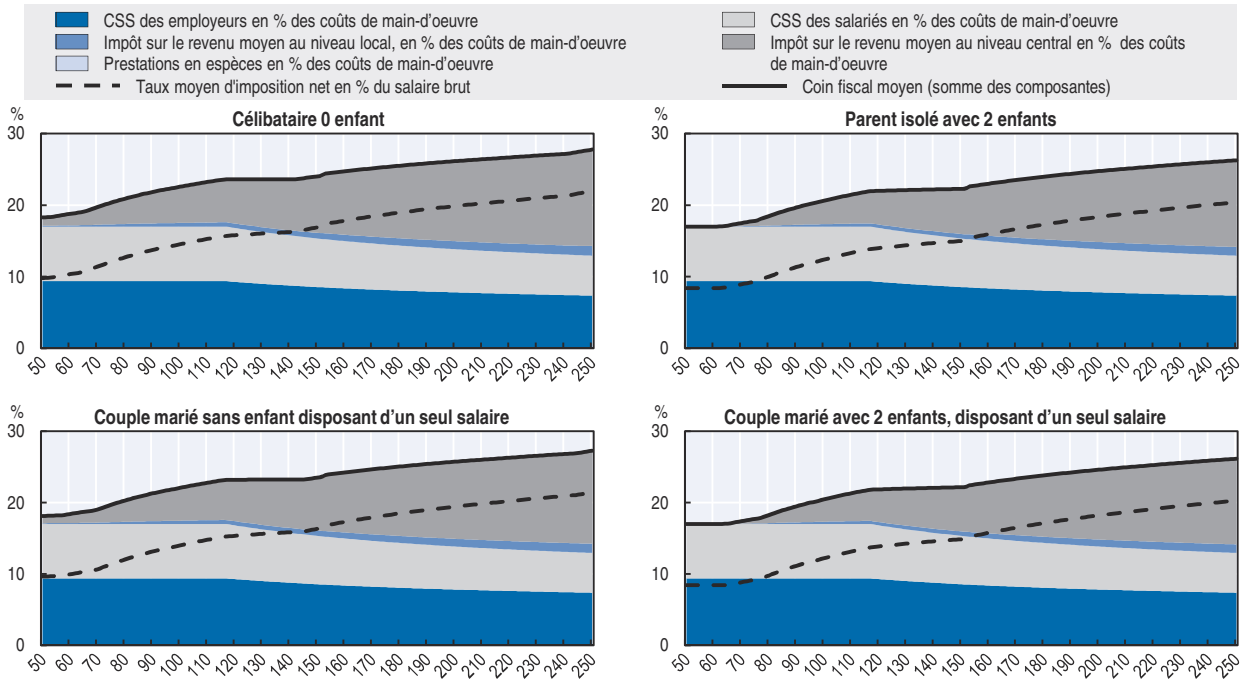 CSS des employeurs en % des coûts de main-d'oeuvre
CSS des salariés en % des coûts de main-d'oeuvre
Impôt sur le revenu moyen au niveau local, en % des coûts de main-d'oeuvre
Impôt sur le revenu moyen au niveau central en % des coûts
de main-d'oeuvre
Prestations en espèces en % des coûts de main-d'oeuvre
Taux moyen d'imposition net en % du salaire brut
Coin fiscal moyen (somme des composantes)
Célibataire 0 enfant
%
30
20
10
0
50 60 70 80 90 100 110 120 130 140 150 160 170 180 190 200 210 220 230 240 250
Parent isolé avec 2 enfants
%
30
20
10
0
50 60 70 80 90 100 110 120 130 140 150 160 170 180 190 200 210 220 230 240 250
Couple marié sans enfant disposant d'un seul salaire
%
30
20
10
0
50 60 70 80 90 100 110 120 130 140 150 160 170 180 190 200 210 220 230 240 250
Couple marié avec 2 enfants, disposant d'un seul salaire
%
30
20
10
0
50 60 70 80 90 100 110 120 130 140 150 160 170 180 190 200 210 220 230 240 250